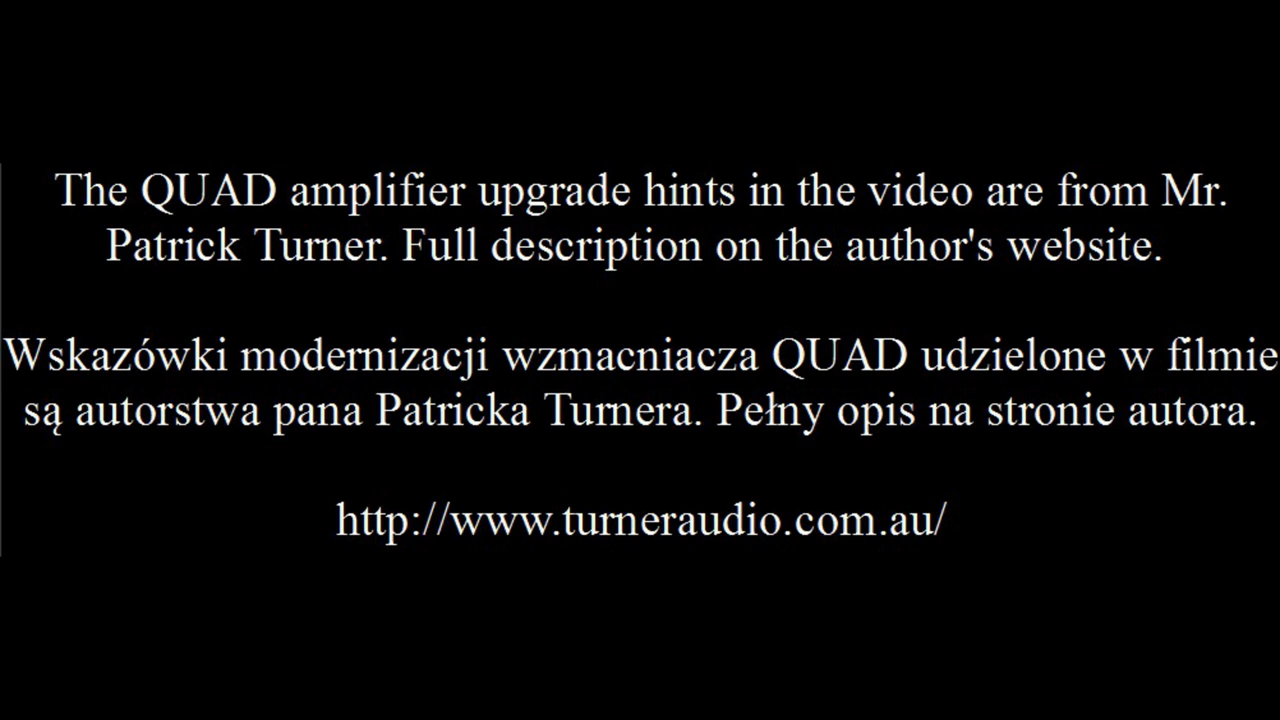 The QUAD amplifier upgrade hints in the video are from Mr.
Patrick Turner. Full description on the author's website.
Wskazówki modernizacji wzmacniacza QUAD udzielone w filmie
są autorstwa pana Patricka Turnera. Pełny opis na stronie autora.
http://www.turneraudio.com.au/